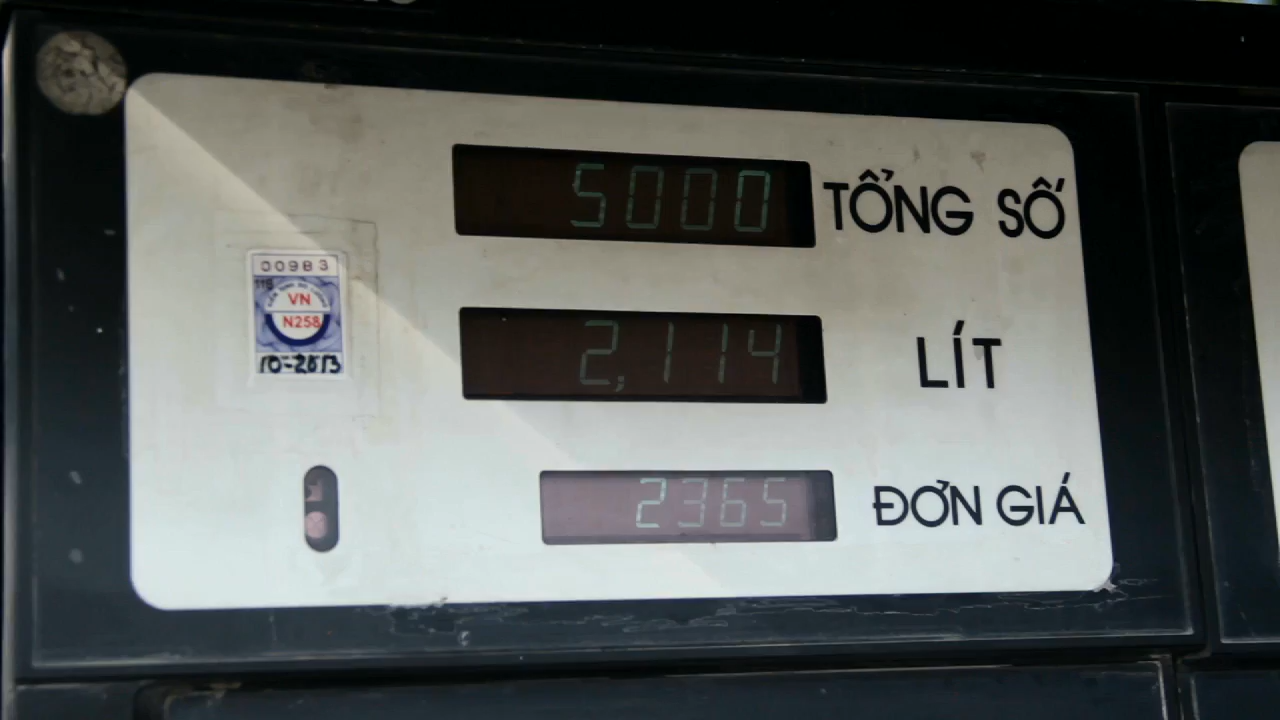 5000 TỔNG SỐ
2,114 LÍT
2365 ĐƠN GIÁ
00983
VN
N258
10-2013